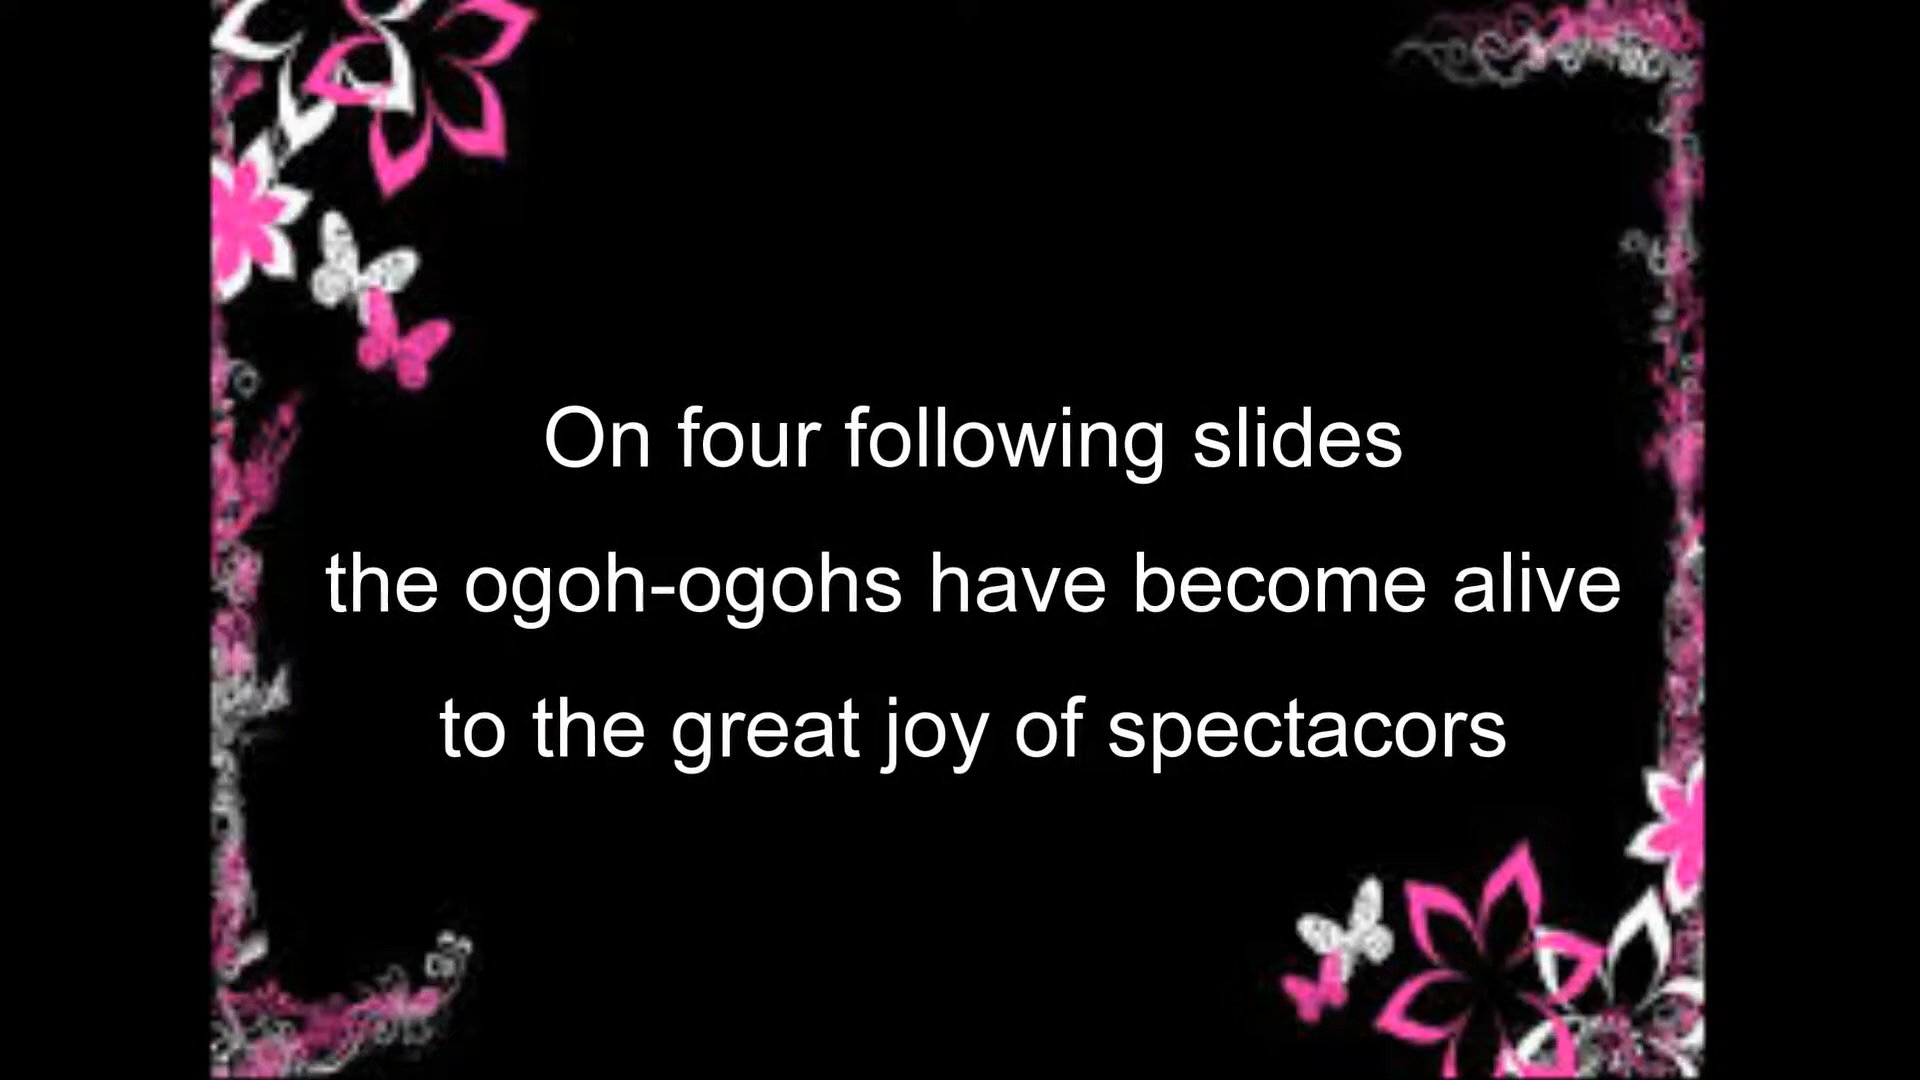 On four following slides
the ogoh-ogohs have become alive
to the great joy of spectacors